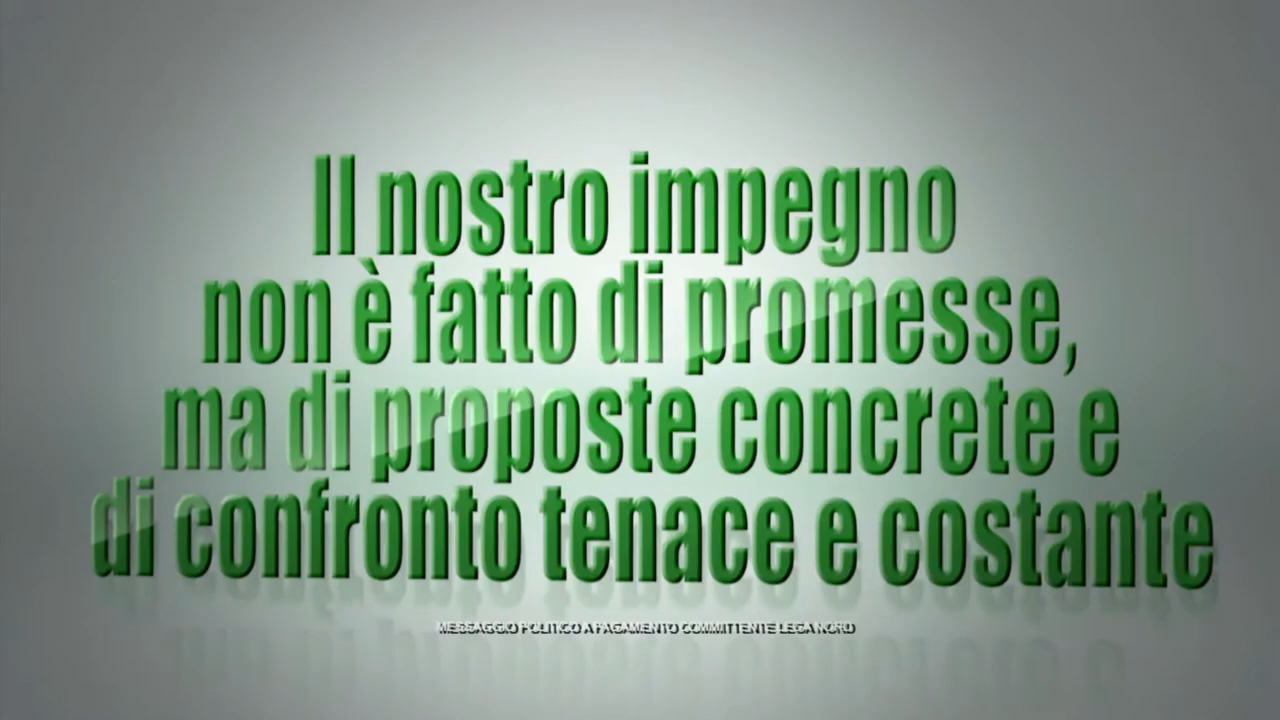 Il nostro impegno
non è fatto di promesse,
ma di proposte concrete e
di confronto tenace e costante
MESSAGGIO POLITICO A PAGAMENTO COMMITTENTE LEGA NORD